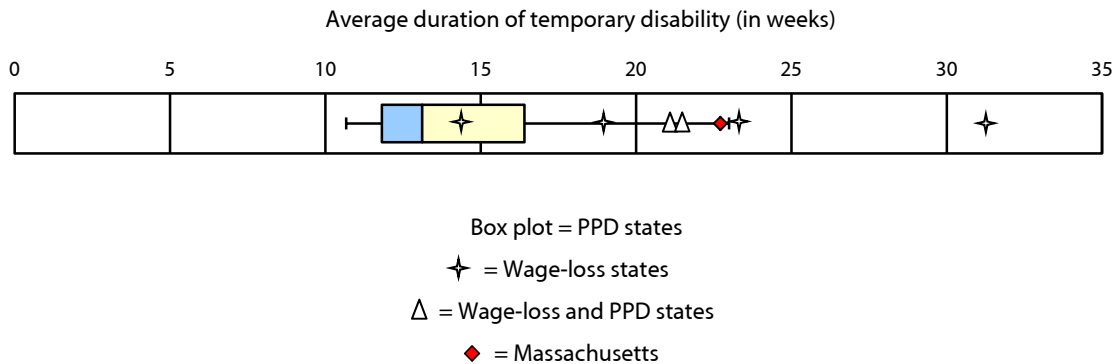 Average duration of temporary disability (in weeks)
0 5 10 15 20 25 30 35
Box plot = PPD states
= Wage-loss states
= Wage-loss and PPD states
= Massachusetts